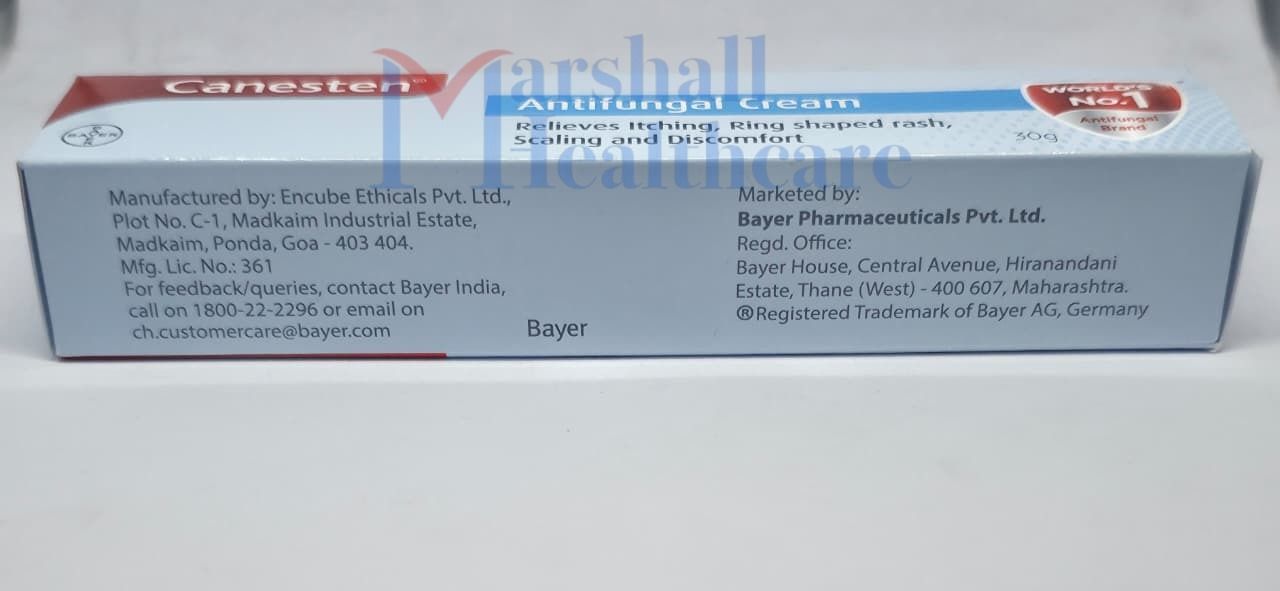 Canesten®
BAYER
Antifungal Cream
Relieves Itching, Ring shaped rash,
Scaling and Discomfort
30g
WORLD'S
No.1
Antifungal
Brand
Marshall
Healthcare
Manufactured by: Encube Ethicals Pvt. Ltd.,
Plot No. C-1, Madkaim Industrial Estate,
Madkaim, Ponda, Goa - 403 404.
Mfg. Lic. No.: 361
For feedback/queries, contact Bayer India,
call on 1800-22-2296 or email on
ch.customercare@bayer.com
Bayer
Marketed by:
Bayer Pharmaceuticals Pvt. Ltd.
Regd. Office:
Bayer House, Central Avenue, Hiranandani
Estate, Thane (West) - 400 607, Maharashtra.
®Registered Trademark of Bayer AG, Germany